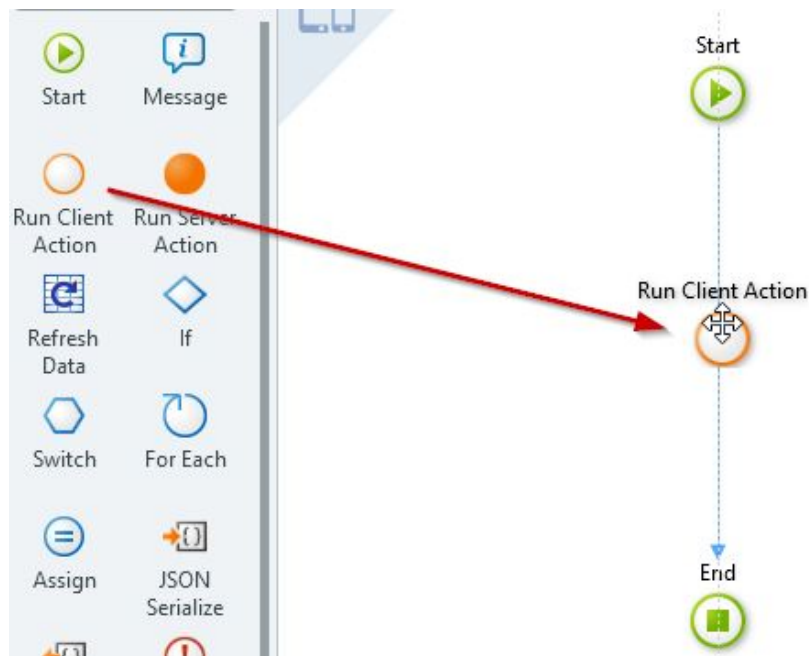 Start
Message
Run Client
Action
Run Server
Action
Refresh
Data
If
Switch
For Each
Assign
JSON
Serialize
Start
Run Client Action
End